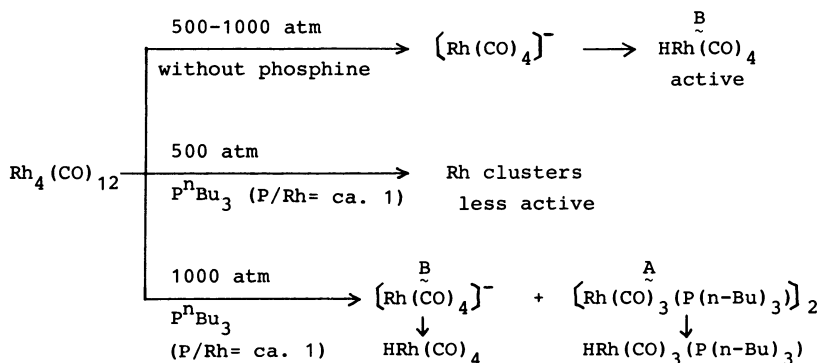 500-1000 atm
without phosphine
[Rh(CO)4]−
B
HRh(CO)4
active
Rh4(CO)12
500 atm
PnBu3 (P/Rh= ca. 1)
Rh clusters
less active
1000 atm
PnBu3
(P/Rh= ca. 1)
B
[Rh(CO)4]− + [Rh(CO)3(P(n-Bu)3)]2
A
HRh(CO)4
HRh(CO)3(P(n-Bu)3)